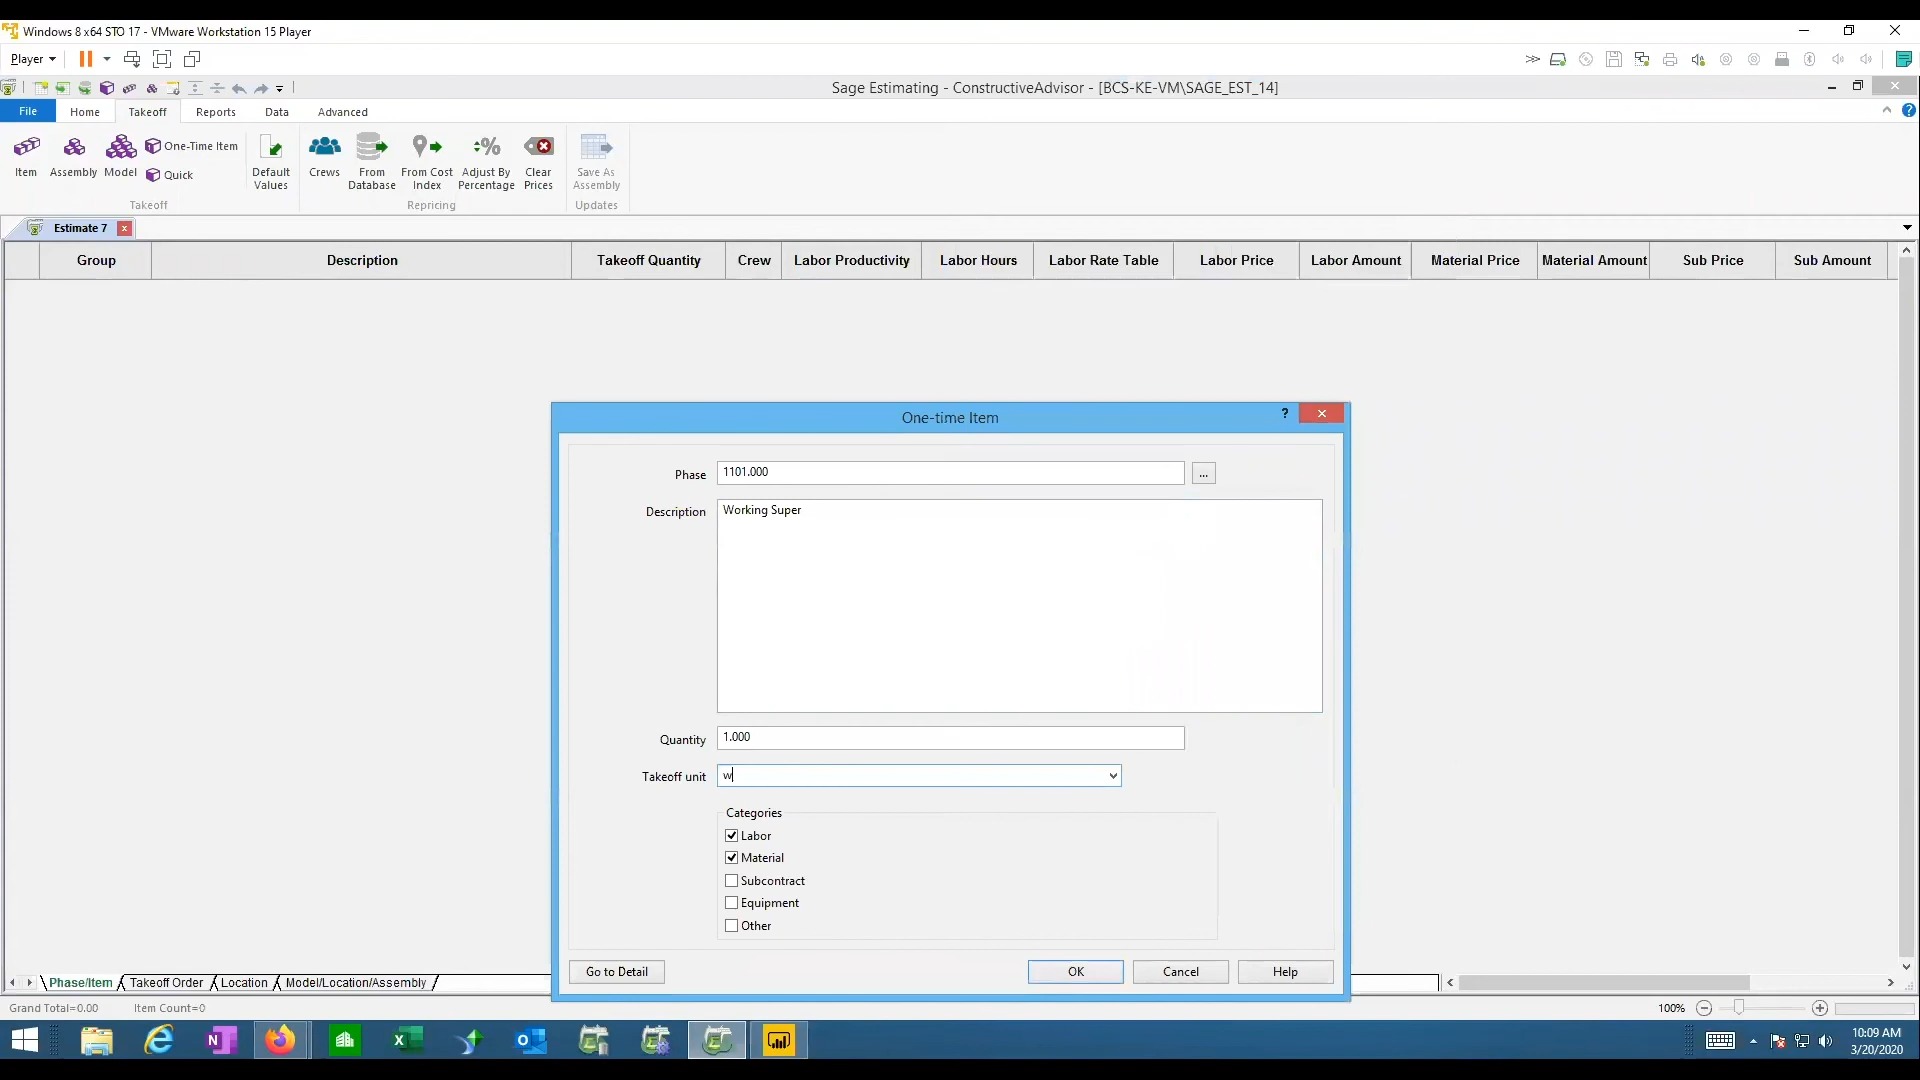 Windows 8 x64 STO 17 - VMware Workstation 15 Player
Player
Sage Estimating - ConstructiveAdvisor - [BCS-KE-VM\SAGE_EST_14]
File Home Takeoff Reports Data Advanced
Item
Assembly
Model
One-Time Item
Quick
Default
Values
Crews
From
Database
From Cost
Index
Adjust By
Percentage
Clear
Prices
Save As
Assembly
Takeoff Repricing Updates
Estimate 7
Group Description Takeoff Quantity Crew Labor Productivity Labor Hours Labor Rate Table Labor Price Labor Amount Material Price Material Amount Sub Price Sub Amount
One-time Item
?
Phase 1101.000 ...
Description Working Super
Quantity 1.000
Takeoff unit w
Categories
Labor
Material
Subcontract
Equipment
Other
Go to Detail OK Cancel Help
Phase/Item Takeoff Order Location Model/Location/Assembly
Grand Total=0.00 Item Count=0 100%
10:09 AM
3/20/2020